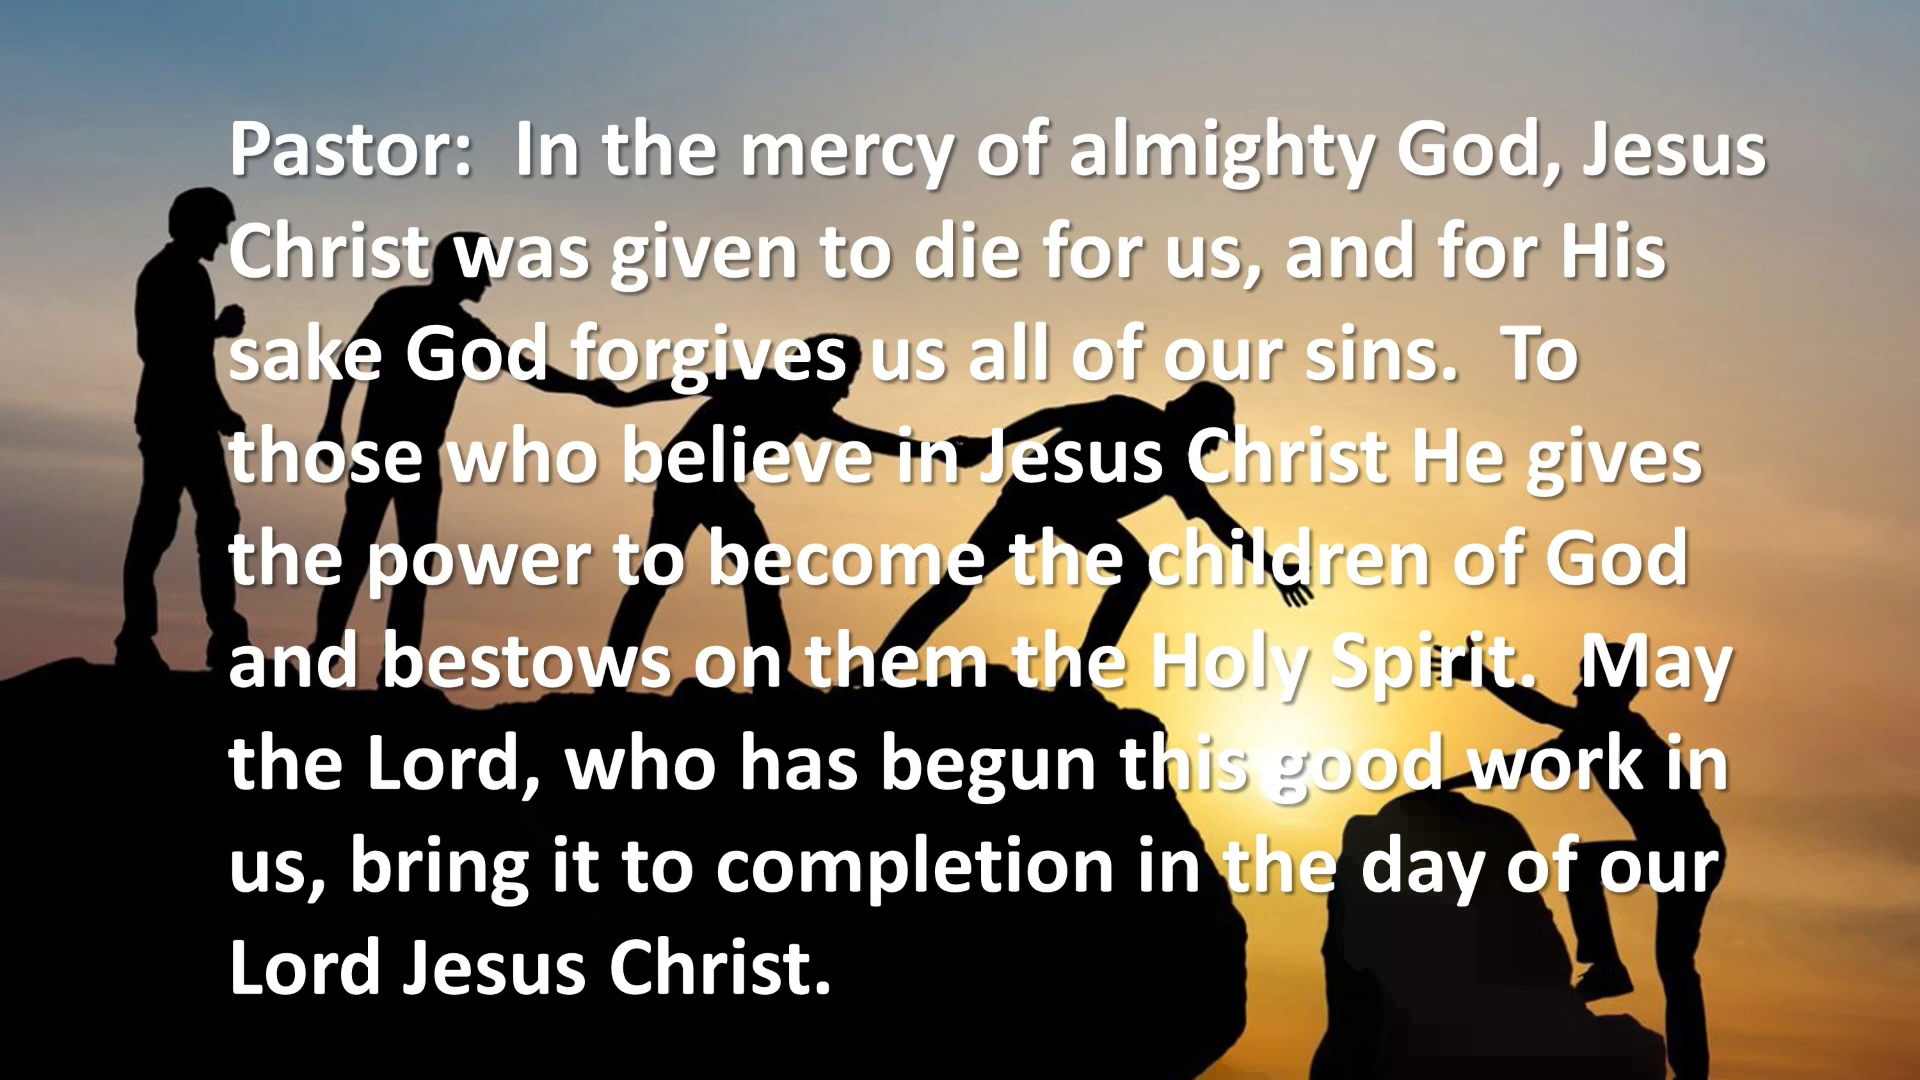 Pastor:  In the mercy of almighty God, Jesus
Christ was given to die for us, and for His
sake God forgives us all of our sins.  To
those who believe in Jesus Christ He gives
the power to become the children of God
and bestows on them the Holy Spirit.  May
the Lord, who has begun this good work in
us, bring it to completion in the day of our
Lord Jesus Christ.